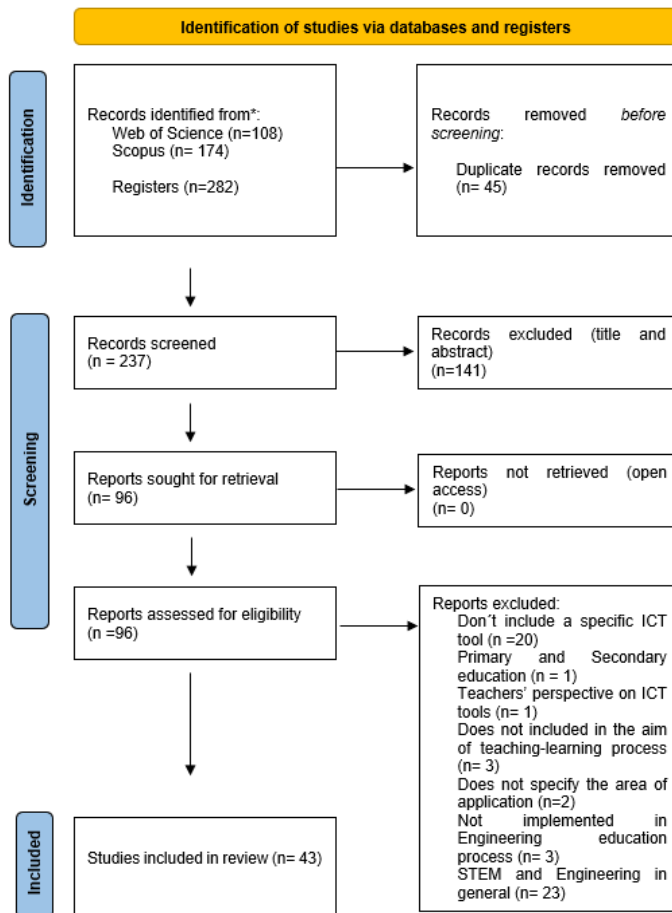 Identification of studies via databases and registers
Identification
Records identified from*:
Web of Science (n=108)
Scopus (n= 174)
Registers (n=282)
Records removed before
screening:
Duplicate records removed
(n= 45)
Screening
Records screened
(n = 237)
Records excluded (title and
abstract)
(n=141)
Reports sought for retrieval
(n= 96)
Reports not retrieved (open
access)
(n= 0)
Reports assessed for eligibility
(n =96)
Reports excluded:
Don´t include a specific ICT
tool (n =20)
Primary and Secondary
education (n = 1)
Teachers’ perspective on ICT
tools (n= 1)
Does not included in the aim
of teaching-learning process
(n= 3)
Does not specify the area of
application (n=2)
Not implemented in
Engineering education
process (n= 3)
STEM and Engineering in
general (n= 23)
Included
Studies included in review (n= 43)